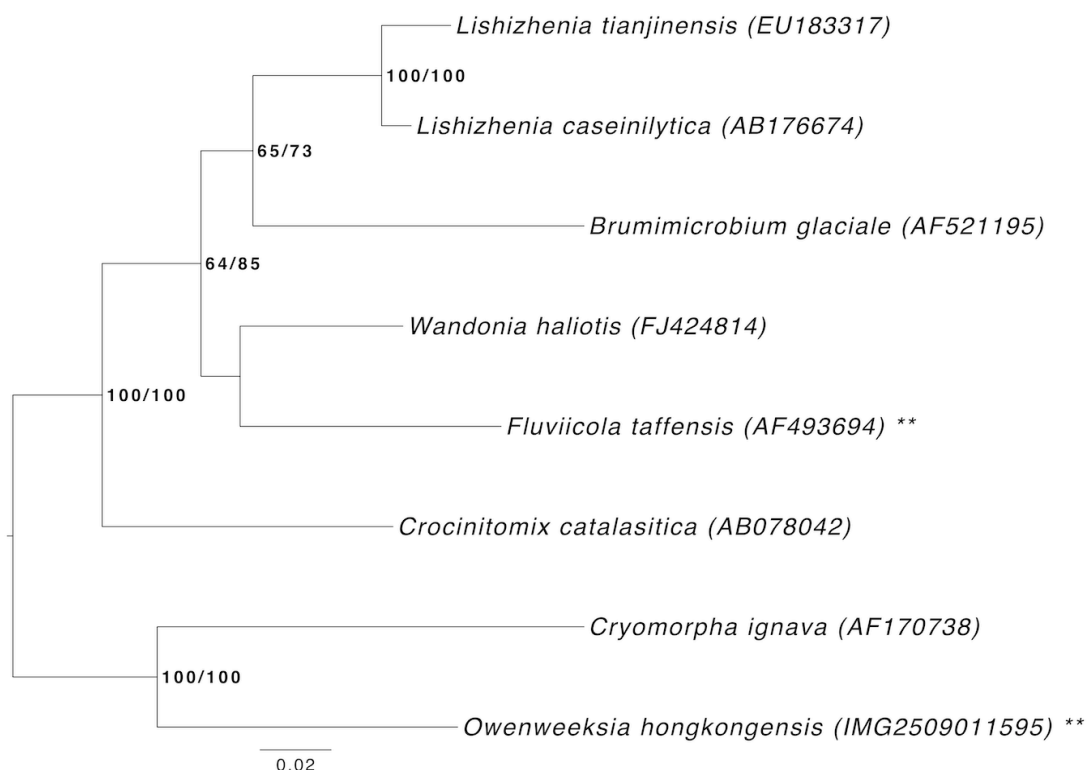 Lishizhenia tianjinensis (EU183317)
100/100
Lishizhenia caseinilytica (AB176674)
65/73
Brumimicrobium glaciale (AF521195)
64/85
Wandonia haliotis (FJ424814)
100/100
Fluviicola taffensis (AF493694) **
Crocinitomix catalasitica (AB078042)
Cryomorpha ignava (AF170738)
100/100
Owenweeksia hongkongensis (IMG2509011595) **
0.02